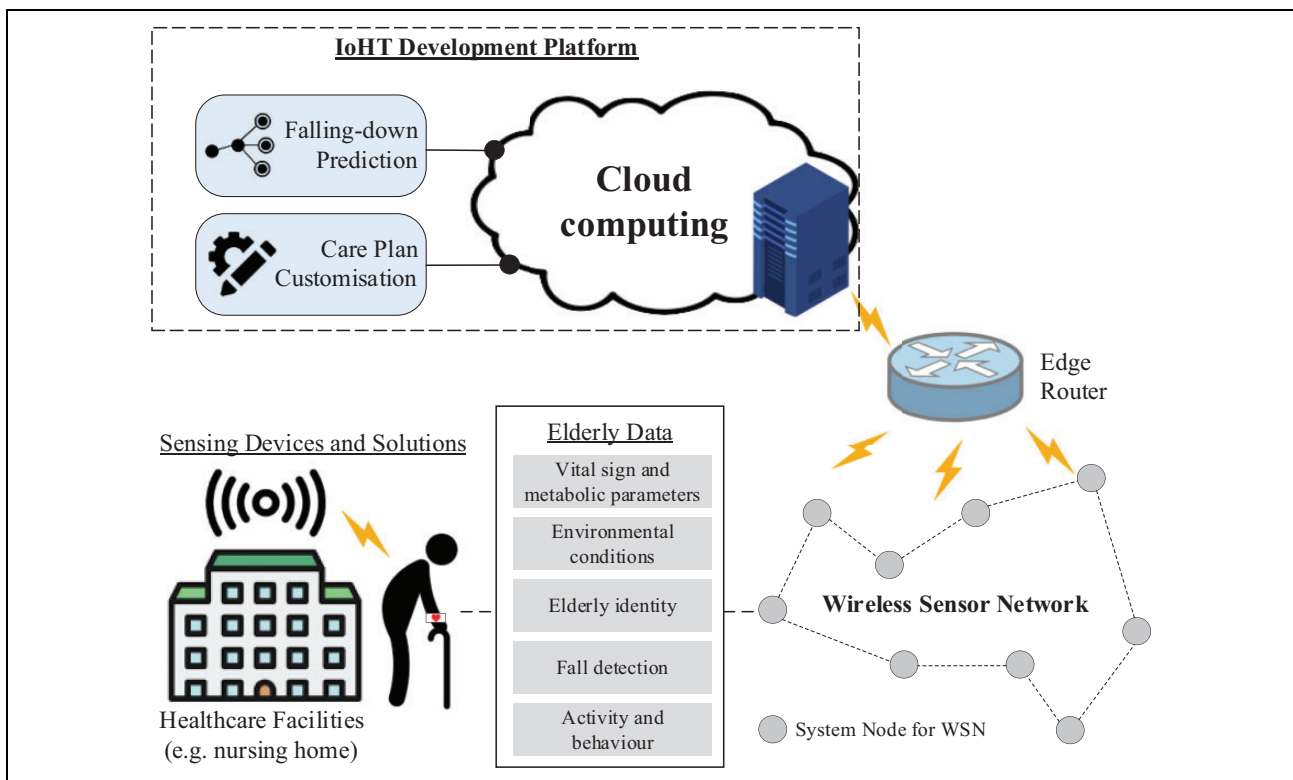 IoHT Development Platform
Falling-down
Prediction
Care Plan
Customisation
Cloud
computing
Edge
Router
Sensing Devices and Solutions
Healthcare Facilities
(e.g. nursing home)
Elderly Data
Vital sign and
metabolic parameters
Environmental
conditions
Elderly identity
Fall detection
Activity and
behaviour
Wireless Sensor Network
System Node for WSN